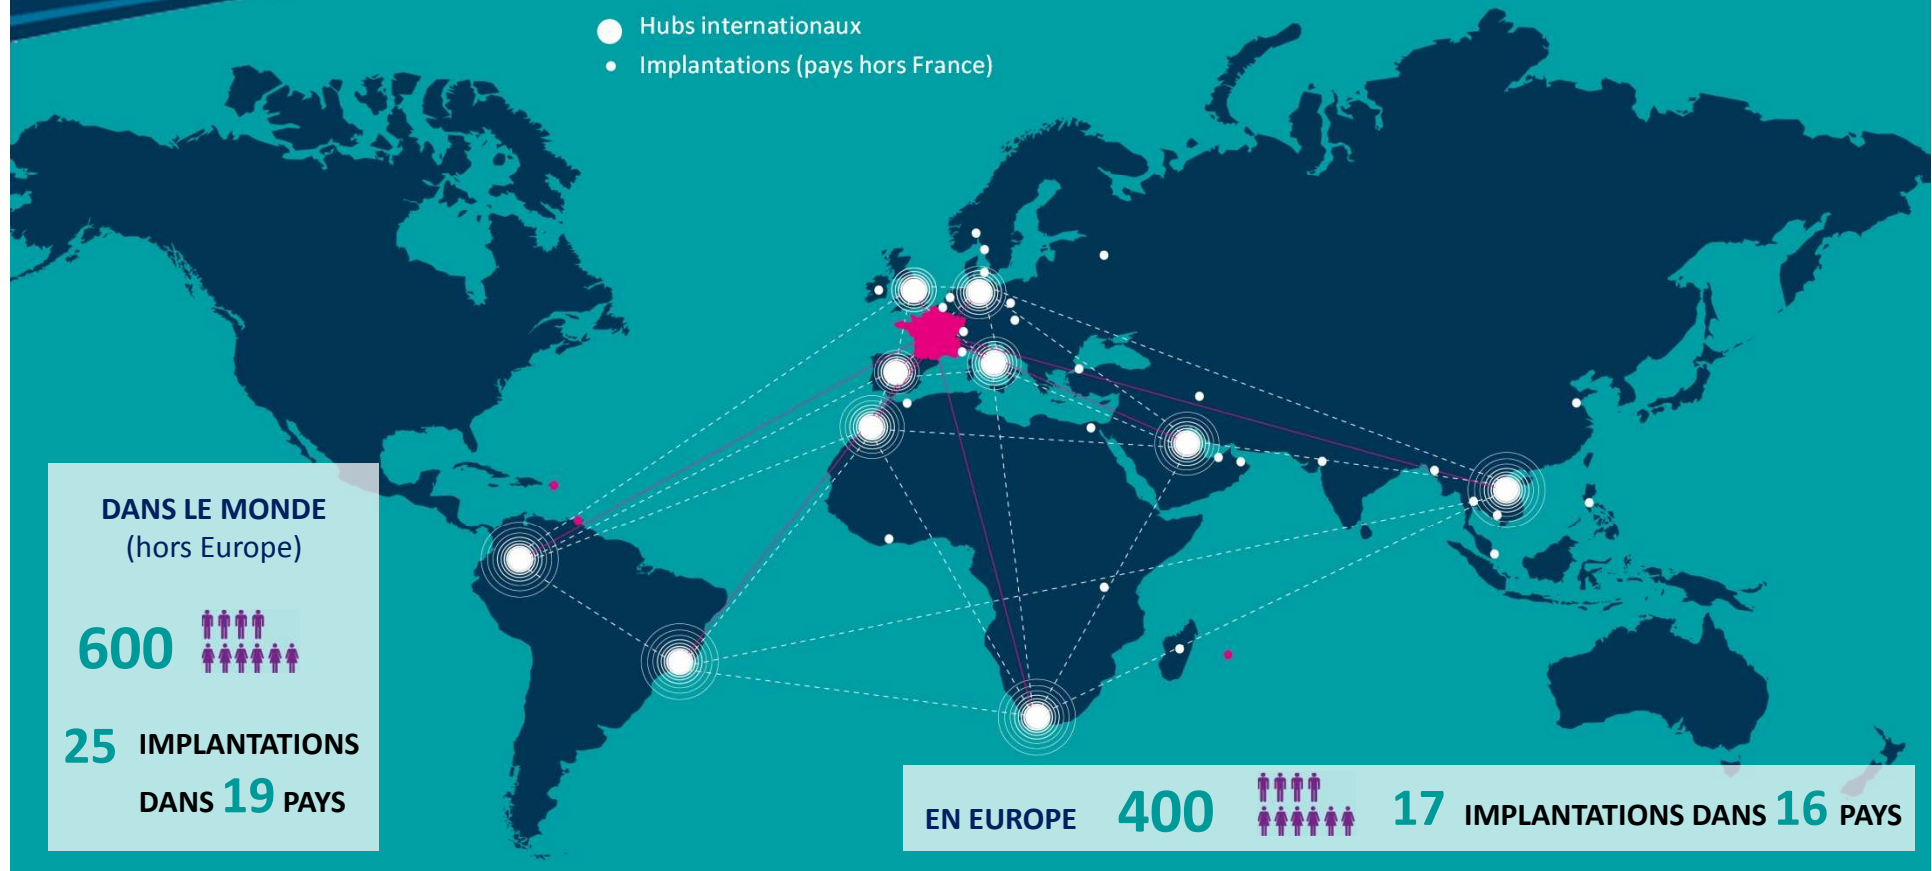 Hubs internationaux
Implantations (pays hors France)
DANS LE MONDE
(hors Europe)
600
25 IMPLANTATIONS
DANS 19 PAYS
EN EUROPE 400 17 IMPLANTATIONS DANS 16 PAYS